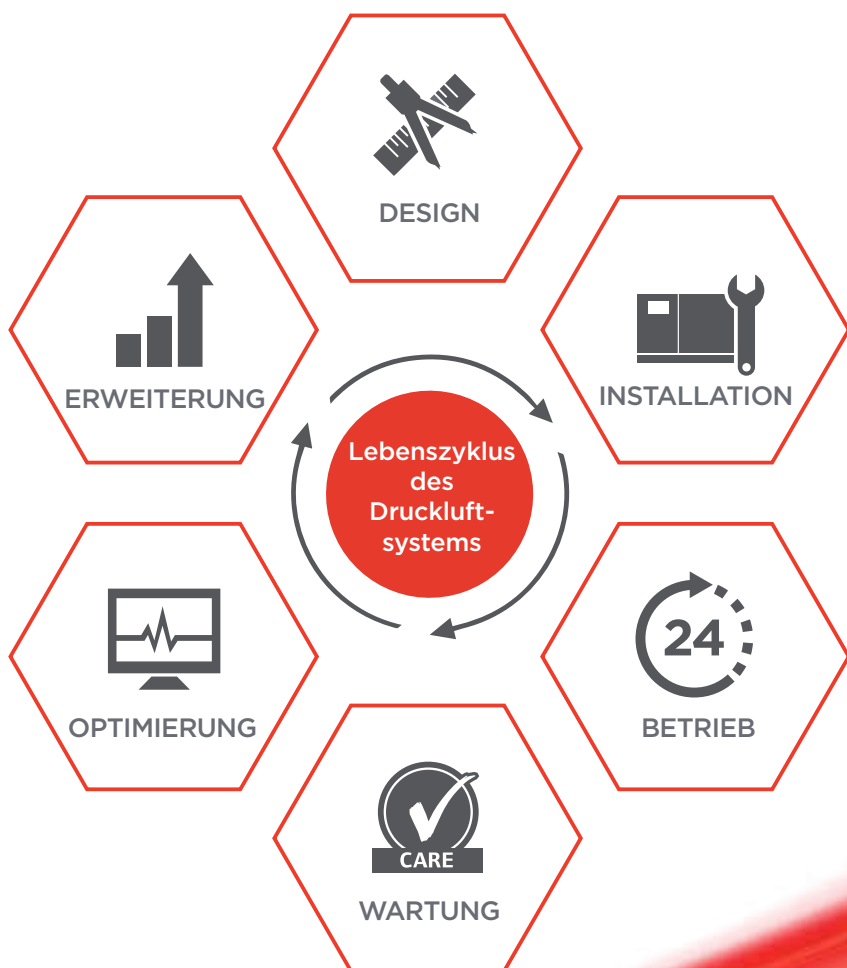 DESIGN
INSTALLATION
24
BETRIEB
CARE
WARTUNG
OPTIMIERUNG
ERWEITERUNG
Lebenszyklus
des
Druckluft-
systems